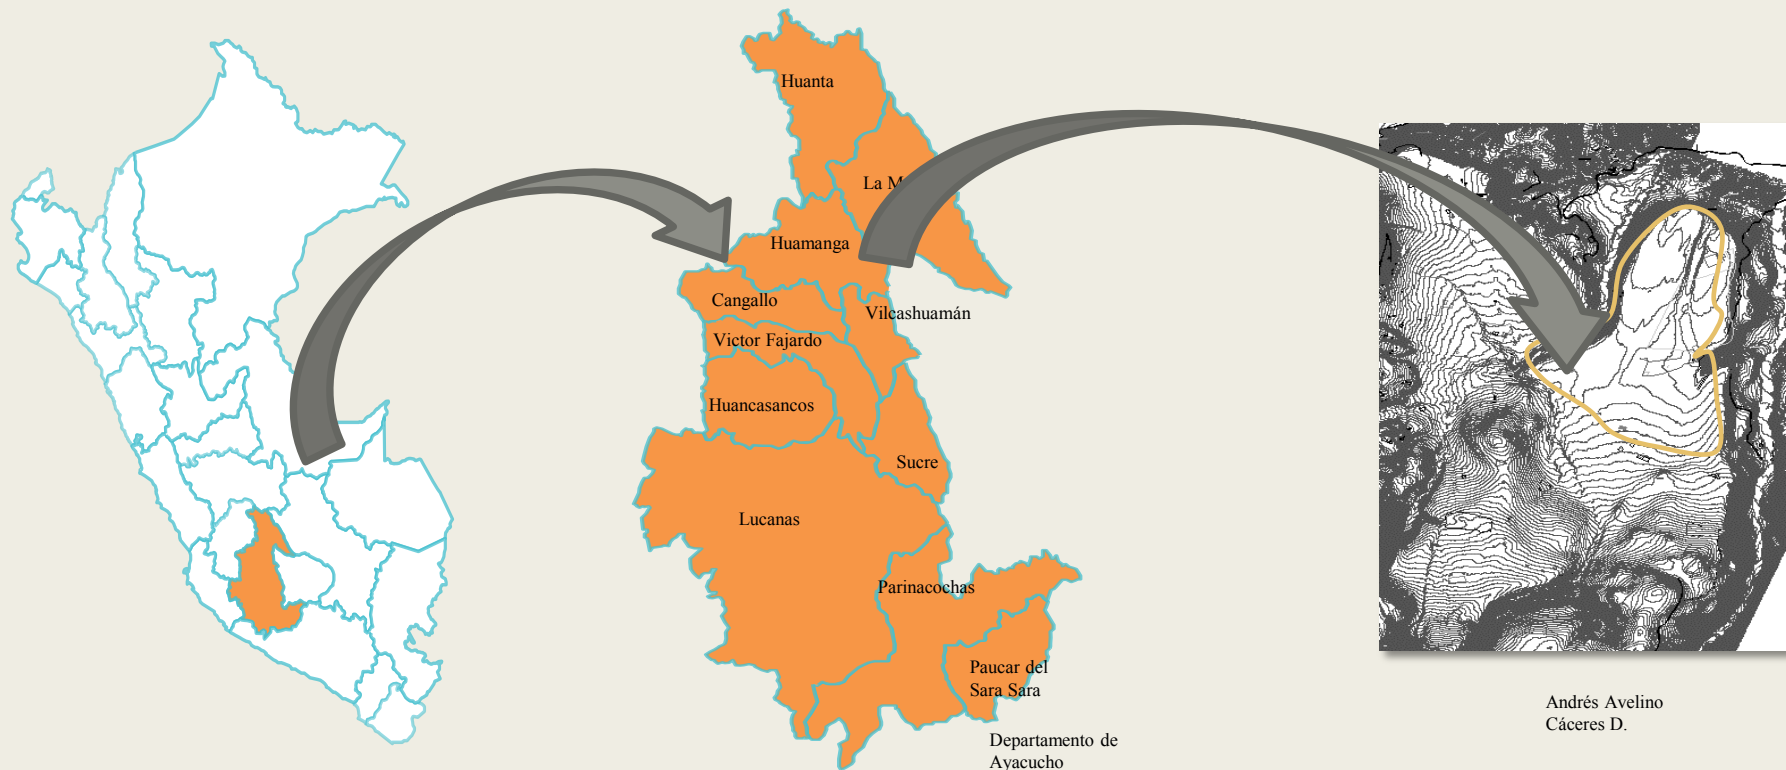 Huanta
La M
Huamanga
Cangallo
Vilcashuamán
Victor Fajardo
Huancasancos
Sucre
Lucanas
Parinacochas
Paucar del
Sara Sara
Departamento de
Ayacucho
Andrés Avelino
Cáceres D.